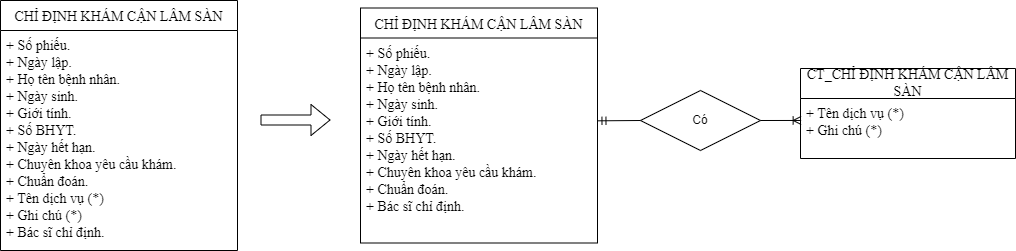 CHỈ ĐỊNH KHÁM CẬN LÂM SÀN
+ Số phiếu.
+ Ngày lập.
+ Họ tên bệnh nhân.
+ Ngày sinh.
+ Giới tính.
+ Số BHYT.
+ Ngày hết hạn.
+ Chuyên khoa yêu cầu khám.
+ Chuẩn đoán.
+ Tên dịch vụ (*)
+ Ghi chú (*)
+ Bác sĩ chỉ định.
CHỈ ĐỊNH KHÁM CẬN LÂM SÀN
+ Số phiếu.
+ Ngày lập.
+ Họ tên bệnh nhân.
+ Ngày sinh.
+ Giới tính.
+ Số BHYT.
+ Ngày hết hạn.
+ Chuyên khoa yêu cầu khám.
+ Chuẩn đoán.
+ Bác sĩ chỉ định.
Có
CT_CHỈ ĐỊNH KHÁM CẬN LÂM
SÀN
+ Tên dịch vụ (*)
+ Ghi chú (*)